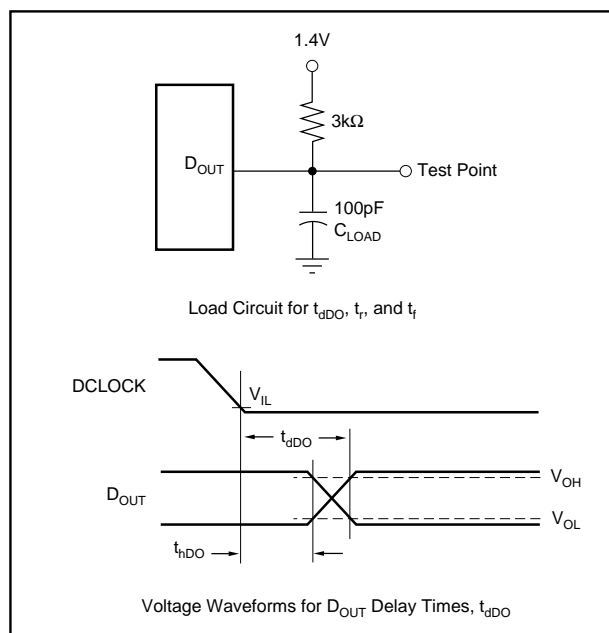 1.4V
3kΩ
DOUT
Test Point
100pF
CLOAD
Load Circuit for tdDO, tr, and tf
DCLOCK
VIL
tdDO
DOUT
VOH
VOL
thDO
Voltage Waveforms for DOUT Delay Times, tdDO